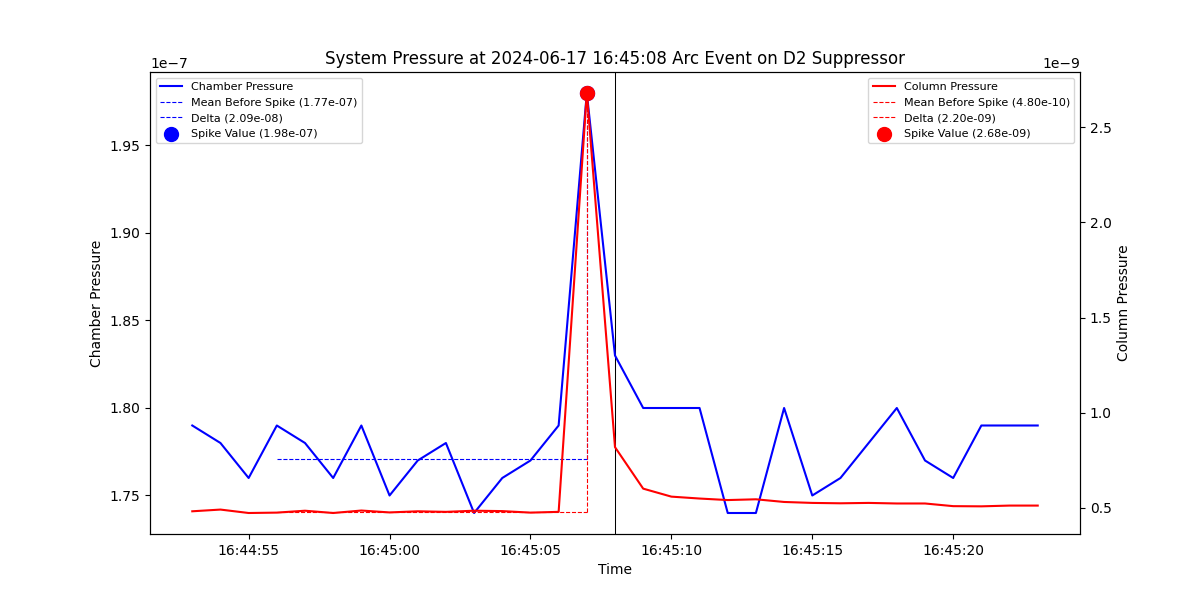 System Pressure at 2024-06-17 16:45:08 Arc Event on D2 Suppressor
1e−7
1e−9
Chamber Pressure
Mean Before Spike (1.77e-07)
Delta (2.09e-08)
Spike Value (1.98e-07)
Column Pressure
Mean Before Spike (4.80e-10)
Delta (2.20e-09)
Spike Value (2.68e-09)
1.95
1.90
1.85
1.80
1.75
Chamber Pressure
2.5
2.0
1.5
1.0
0.5
Column Pressure
16:44:55
16:45:00
16:45:05
16:45:10
16:45:15
16:45:20
Time